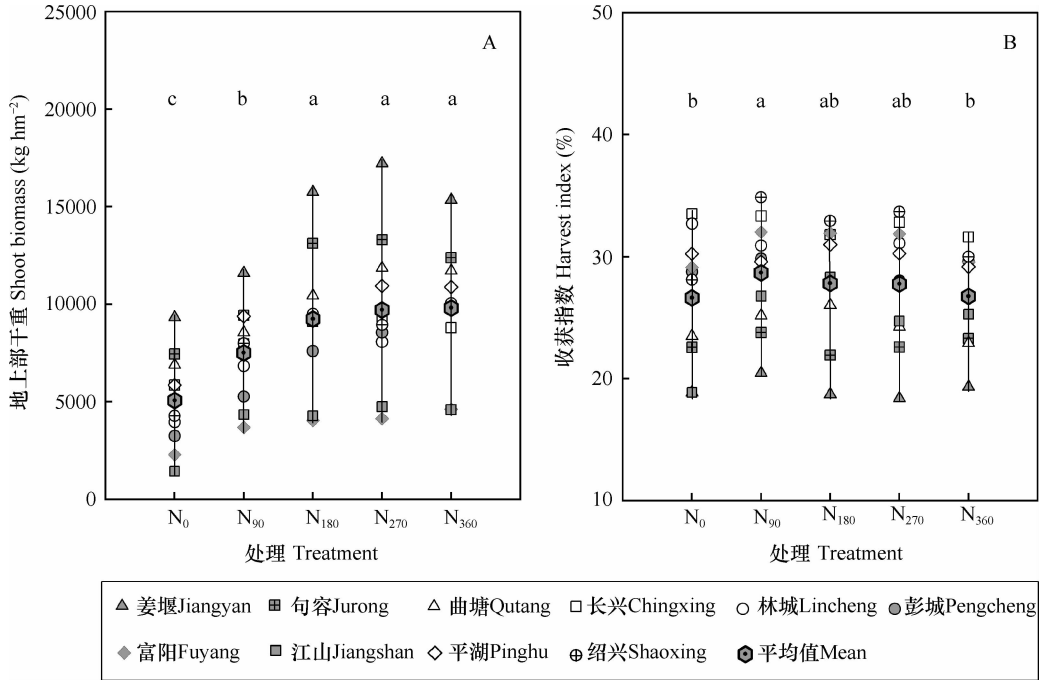 A
地上部干重 Shoot biomass (kg hm⁻²)
25000
20000
15000
10000
5000
0
c b a a a
N₀ N₉₀ N₁₈₀ N₂₇₀ N₃₆₀
处理 Treatment
B
收获指数 Harvest index (%)
50
40
30
20
10
b a ab ab b
N₀ N₉₀ N₁₈₀ N₂₇₀ N₃₆₀
处理 Treatment
姜堰Jiangyan 句容Jurong 曲塘Qutang 长兴Chingxing 林城Lincheng 彭城Pengcheng
富阳Fuyang 江山Jiangshan 平湖Pinghu 绍兴Shaoxing 平均值Mean